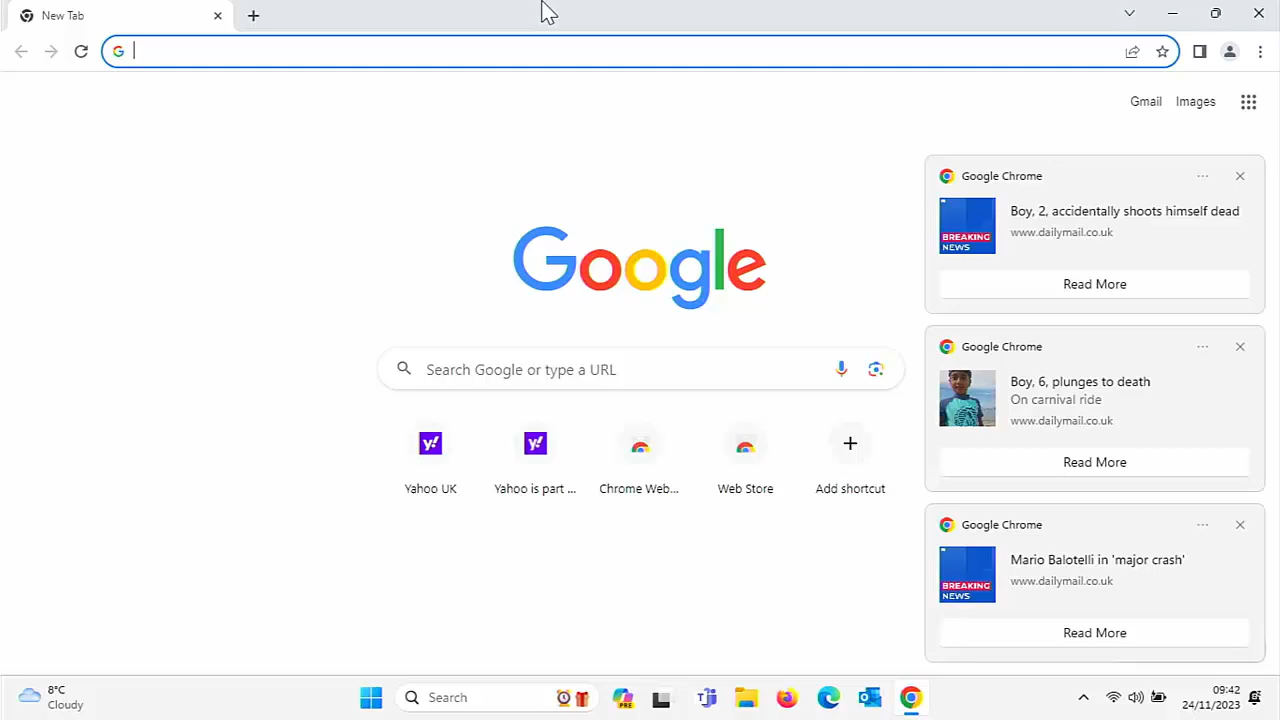 New Tab
Gmail Images
Google
Search Google or type a URL
Yahoo UK
Yahoo is part ...
Chrome Web...
Web Store
Add shortcut
Google Chrome
BREAKING
NEWS
Boy, 2, accidentally shoots himself dead
www.dailymail.co.uk
Read More
Google Chrome
Boy, 6, plunges to death
On carnival ride
www.dailymail.co.uk
Read More
Google Chrome
BREAKING
NEWS
Mario Balotelli in 'major crash'
www.dailymail.co.uk
Read More
8°C
Cloudy
Search
PRE
09:42
24/11/2023